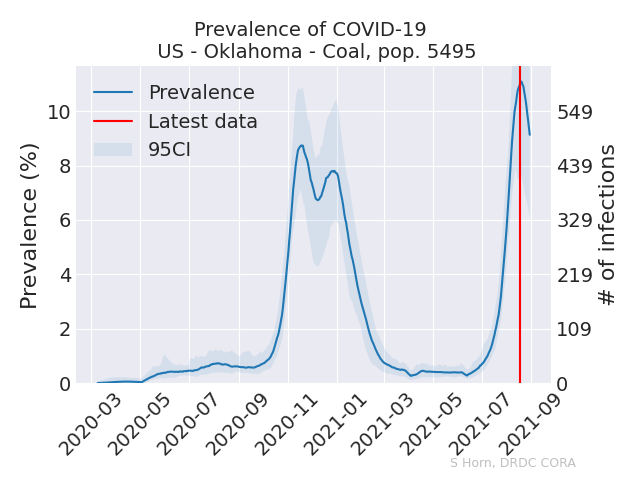 Prevalence of COVID-19
US - Oklahoma - Coal, pop. 5495
Prevalence
Latest data
95CI
Prevalence (%)
10
8
6
4
2
0
549
439
329
219
109
0
# of infections
2020-03
2020-05
2020-07
2020-09
2020-11
2021-01
2021-03
2021-05
2021-07
2021-09
S Horn, DRDC CORA